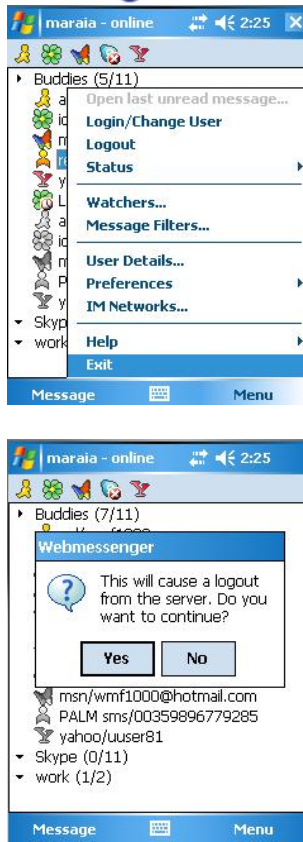 maraia - online 2:25
Buddies (5/11)
Open last unread message...
Login/Change User
Logout
Status
Watchers...
Message Filters...
User Details...
Preferences
IM Networks...
Skyp
work
Help
Exit
Message Menu
maraia - online 2:25
Buddies (7/11)
Webmessenger
This will cause a logout
from the server. Do you
want to continue?
Yes No
msn/wmf1000@hotmail.com
PALM sms/00359896779285
yahoo/uuser81
Skype (0/11)
work (1/2)
Message Menu